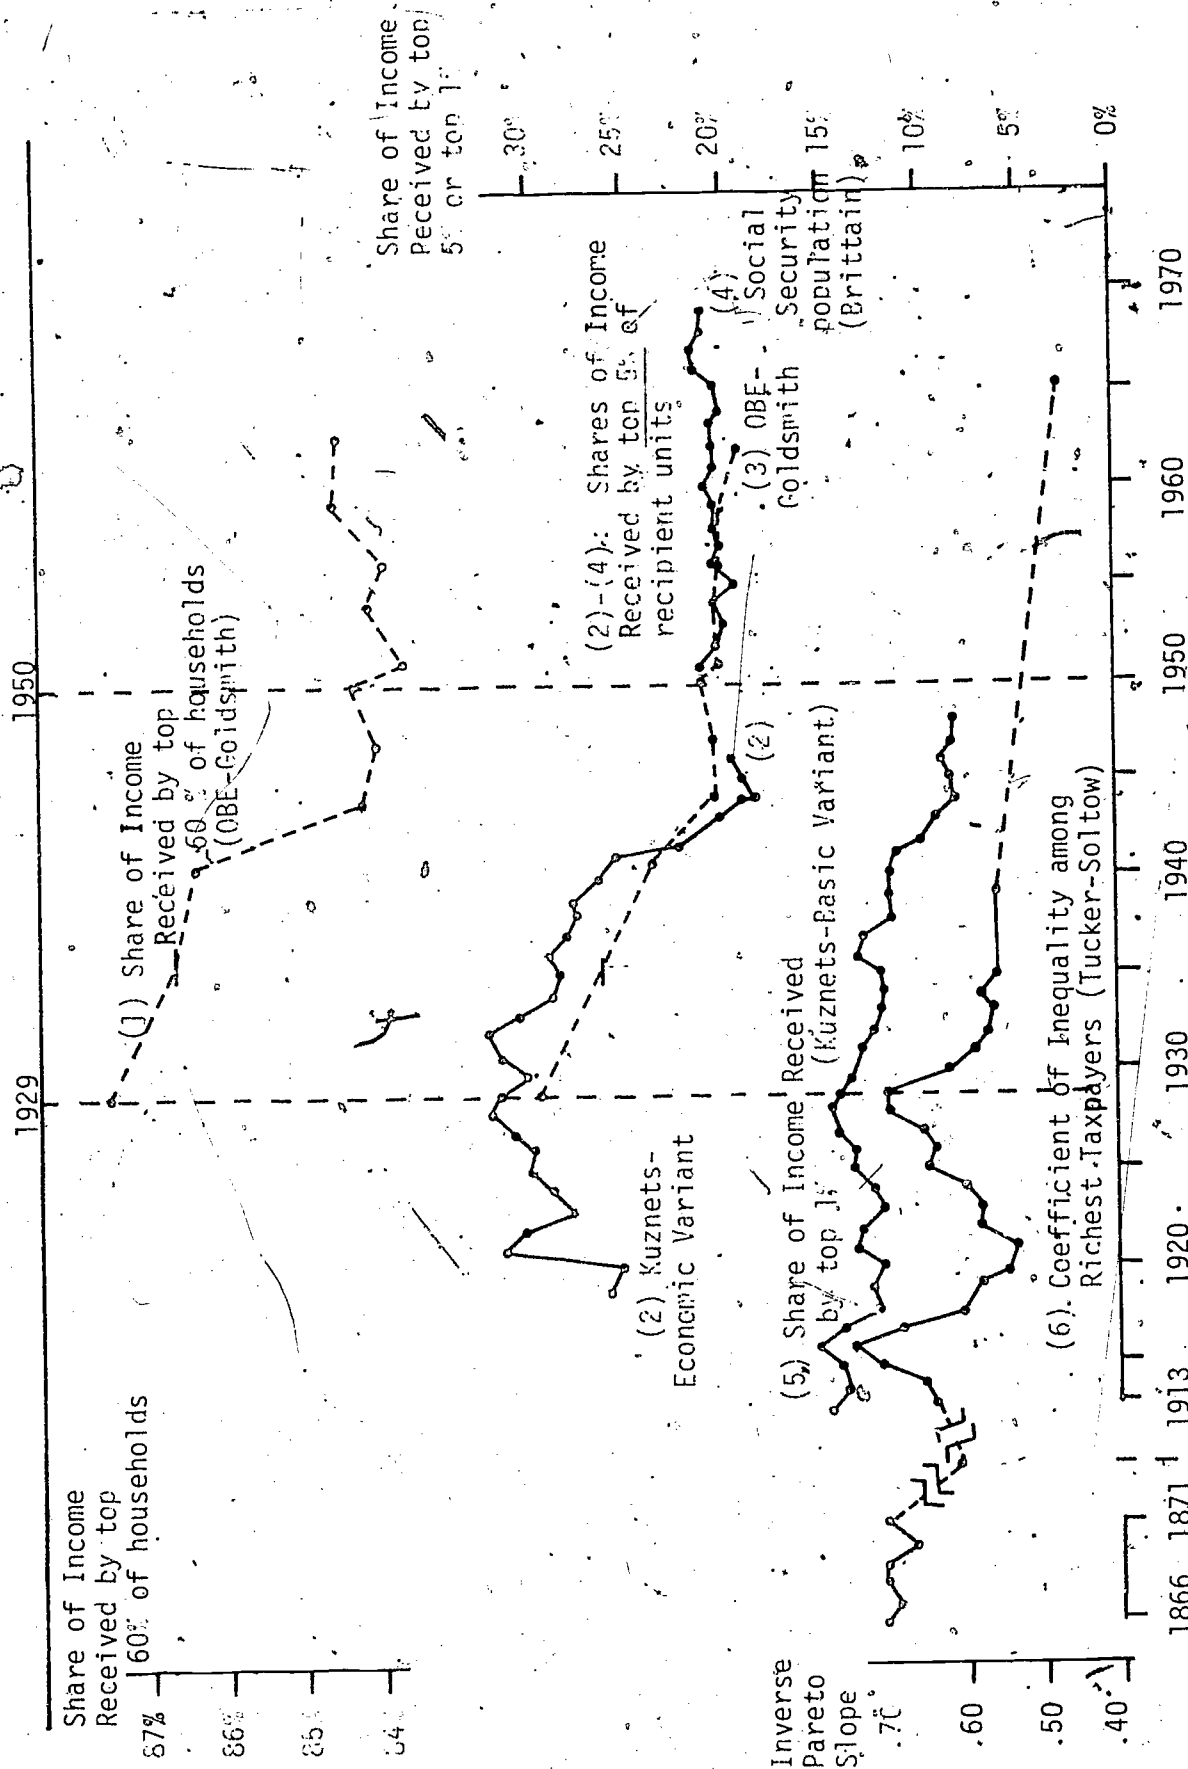 Share of Income
Received by top
60% of households
87%
86%
85
84
1929
1950
(1) Share of Income
Received by top
60 % of households
(OBE-Goldsmith)
Share of Income
Received by top
5% or top 1%
30%
25%
20%
15%
10%
5%
0%
(2)-(4): Shares of Income
Received by top 5% of
recipient units
(4)
Social
Security
population
(Brittain)
(3) OBE-
Goldsmith
(2)
(2) Kuznets-
Economic Variant
(5) Share of Income Received
by top 1%
(Kuznets-Basic Variant)
(6) Coefficient of Inequality among
Richest Taxpayers (Tucker-Soltow)
Inverse
Pareto
Slope
.70
.60
.50
.40
1866
1871
1913
1920
1930
1940
1950
1960
1970